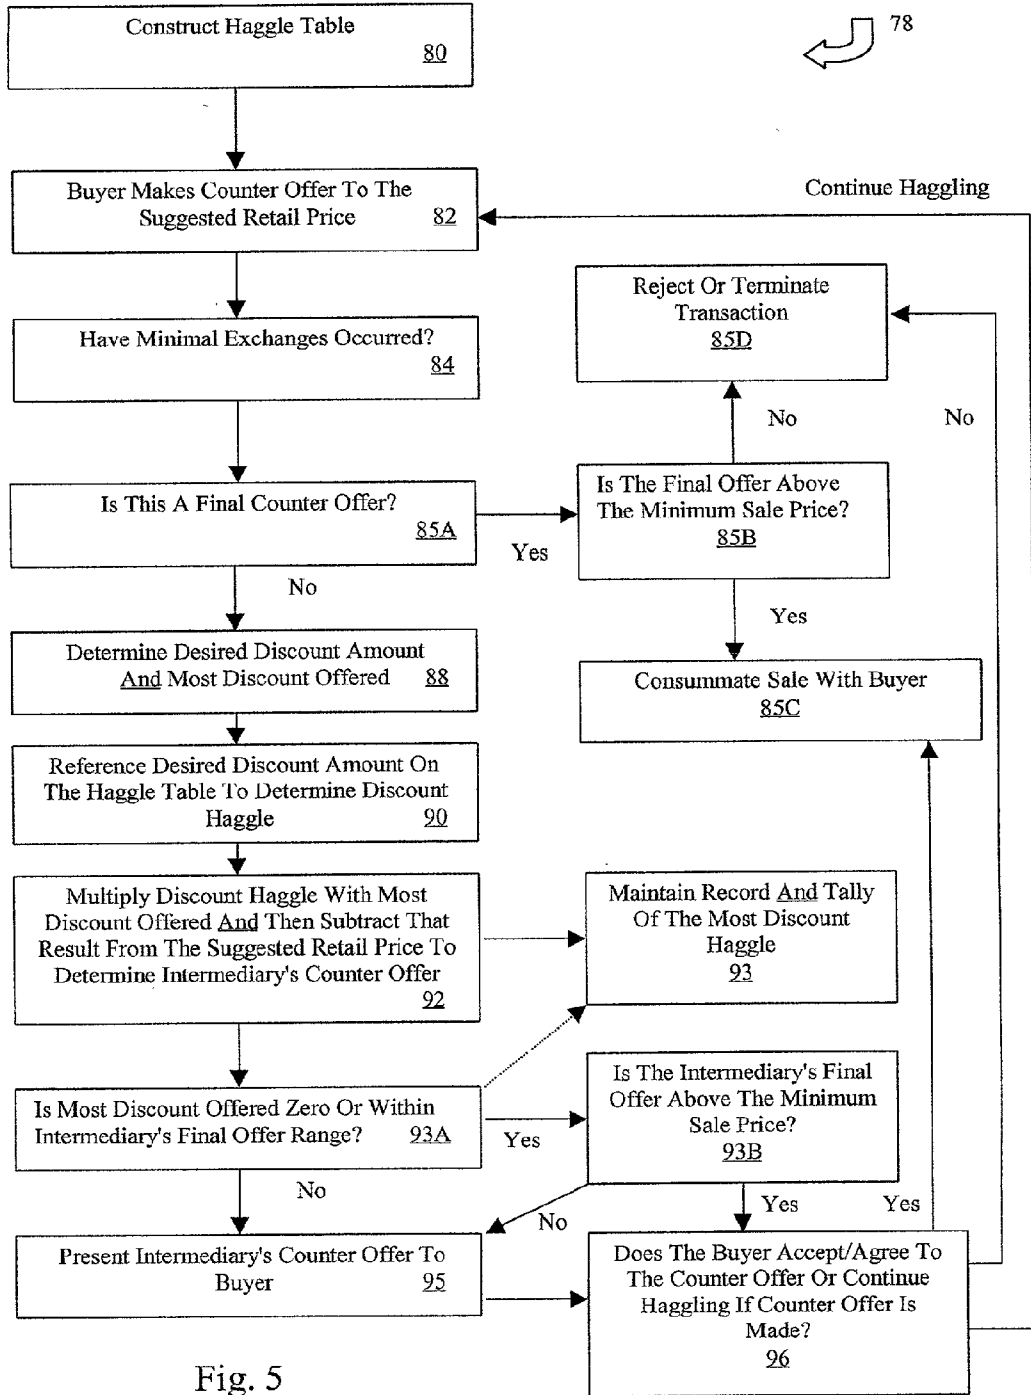 Construct Haggle Table
80
78
Buyer Makes Counter Offer To The
Suggested Retail Price 82
Continue Haggling
Have Minimal Exchanges Occurred?
84
Reject Or Terminate
Transaction
85D
No
No
Is This A Final Counter Offer?
85A
Yes
Is The Final Offer Above
The Minimum Sale Price?
85B
No
Yes
Determine Desired Discount Amount
And Most Discount Offered 88
Consummate Sale With Buyer
85C
Reference Desired Discount Amount On
The Haggle Table To Determine Discount
Haggle 90
Multiply Discount Haggle With Most
Discount Offered And Then Subtract That
Result From The Suggested Retail Price To
Determine Intermediary's Counter Offer
92
Maintain Record And Tally
Of The Most Discount
Haggle
93
Is Most Discount Offered Zero Or Within
Intermediary's Final Offer Range? 93A
Yes
Is The Intermediary's Final
Offer Above The Minimum
Sale Price?
93B
No
No
Yes
Yes
Present Intermediary's Counter Offer To
Buyer 95
Does The Buyer Accept/Agree To
The Counter Offer Or Continue
Haggling If Counter Offer Is
Made?
96
Fig. 5